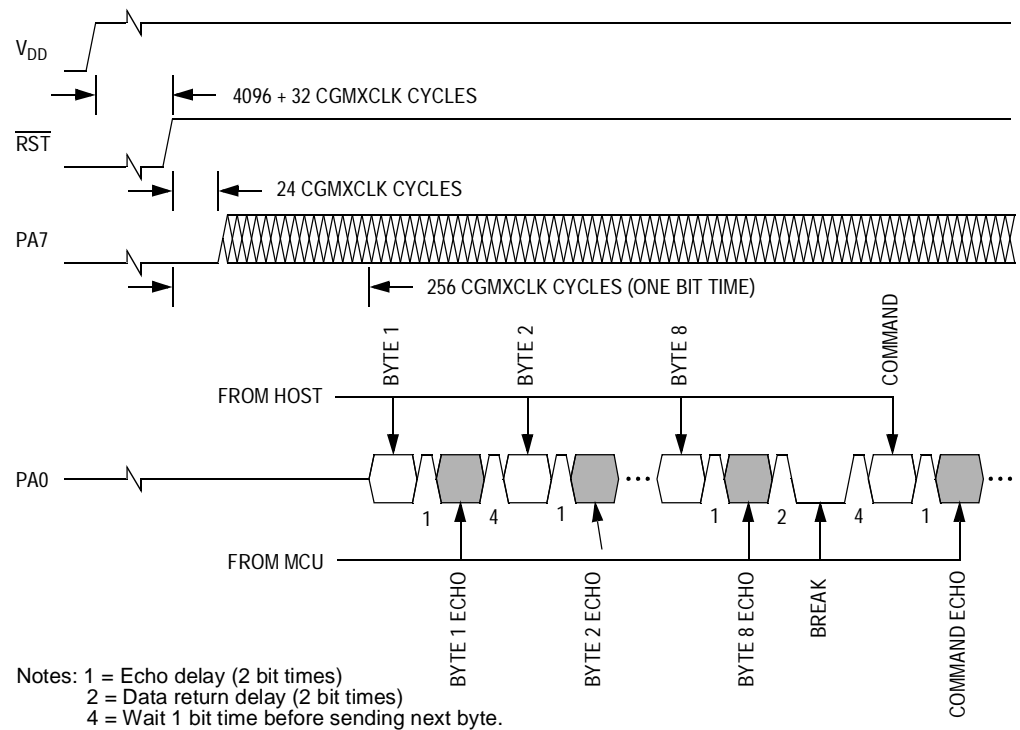 VDD
4096 + 32 CGMXCLK CYCLES
RST
24 CGMXCLK CYCLES
PA7
256 CGMXCLK CYCLES (ONE BIT TIME)
BYTE 1
BYTE 2
BYTE 8
COMMAND
FROM HOST
PA0
1
4
1
1
2
4
1
FROM MCU
BYTE 1 ECHO
BYTE 2 ECHO
BYTE 8 ECHO
BREAK
COMMAND ECHO
Notes: 1 = Echo delay (2 bit times)
2 = Data return delay (2 bit times)
4 = Wait 1 bit time before sending next byte.